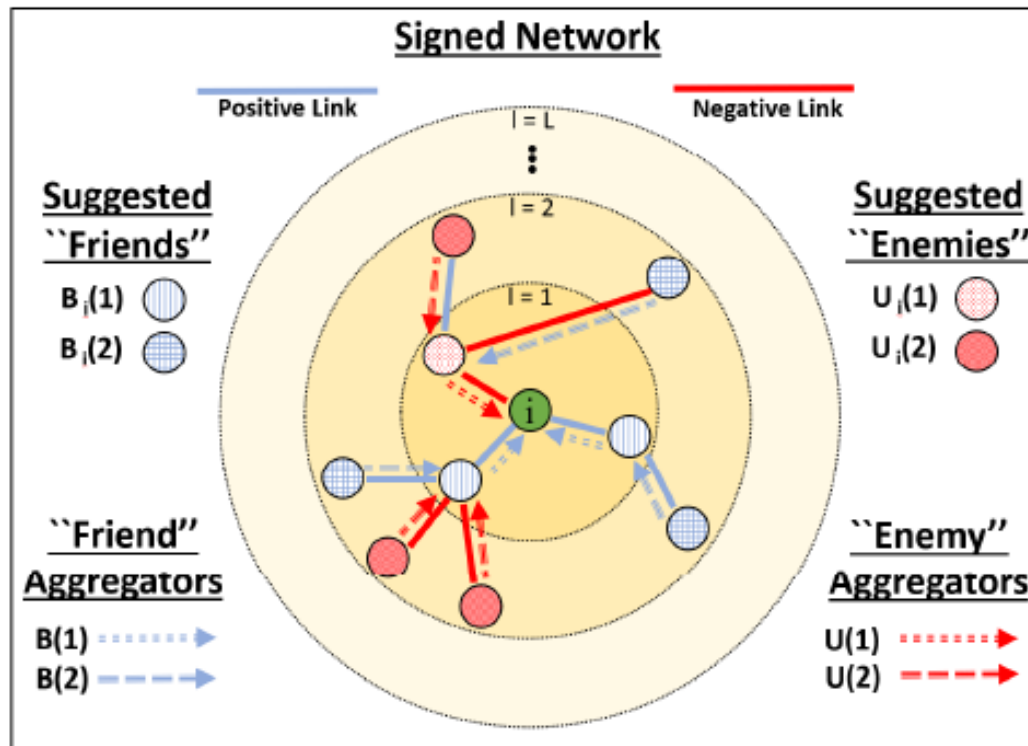 Signed Network
Positive Link
Negative Link
l = L
l = 2
l = 1
Suggested
``Friends''
B i(1)
B i(2)
Suggested
``Enemies''
U i(1)
U i(2)
i
``Friend''
Aggregators
B(1)
B(2)
``Enemy''
Aggregators
U(1)
U(2)